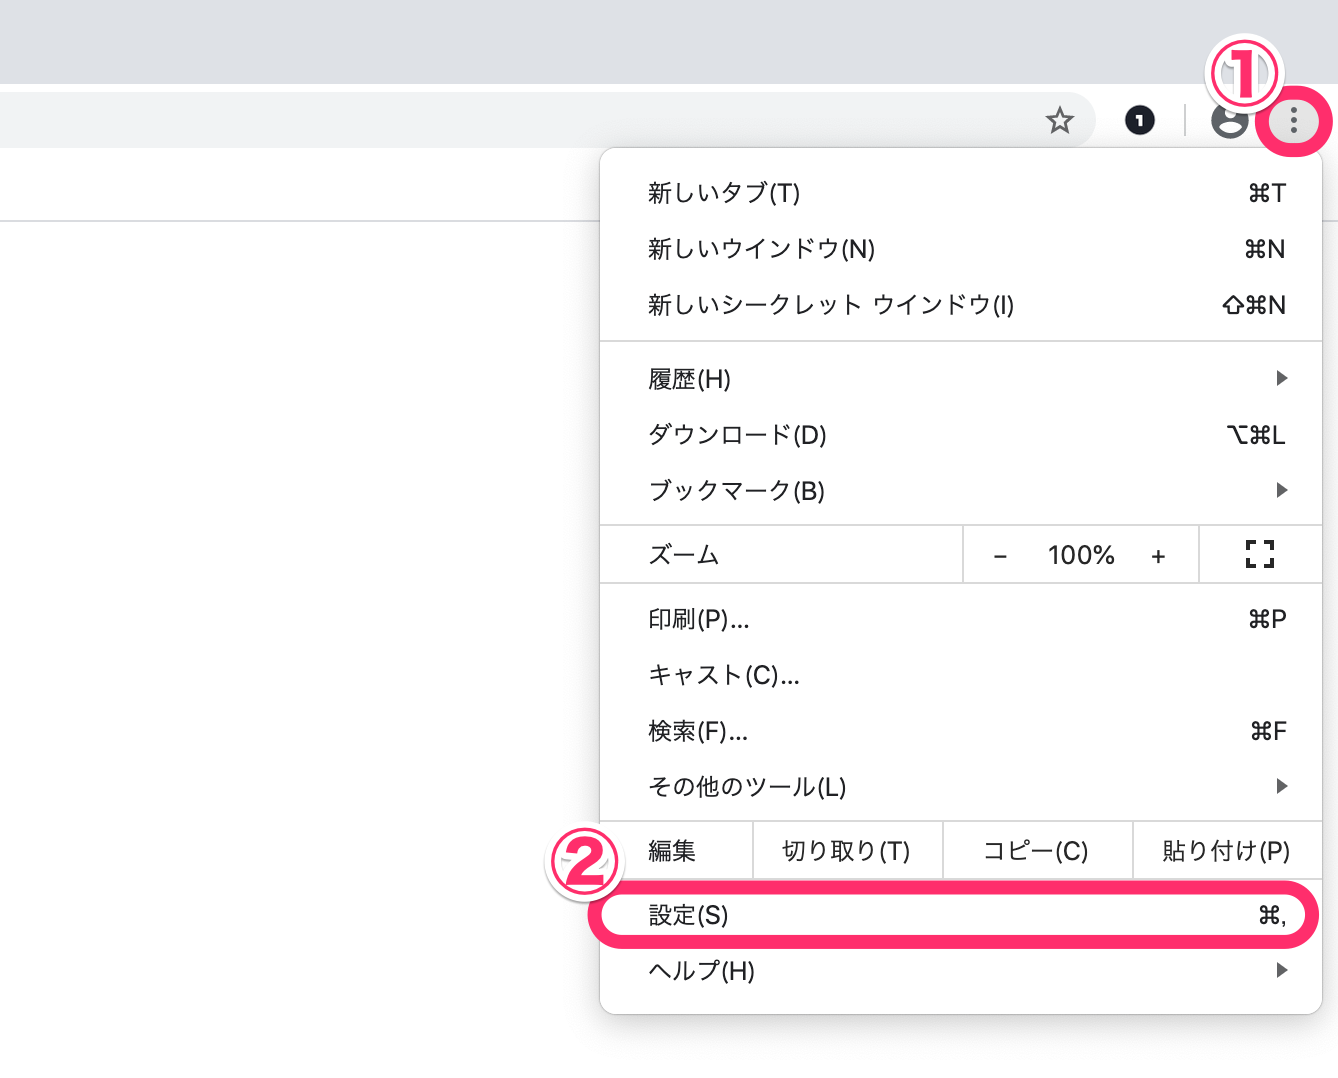 ①
1
新しいタブ(T) ⌘T
新しいウインドウ(N) ⌘N
新しいシークレット ウインドウ(I) ⇧⌘N
履歴(H)
ダウンロード(D) ⌥⌘L
ブックマーク(B)
ズーム − 100% +
印刷(P)... ⌘P
キャスト(C)...
検索(F)... ⌘F
その他のツール(L)
編集 切り取り(T) コピー(C) 貼り付け(P)
②
設定(S) ⌘,
ヘルプ(H)